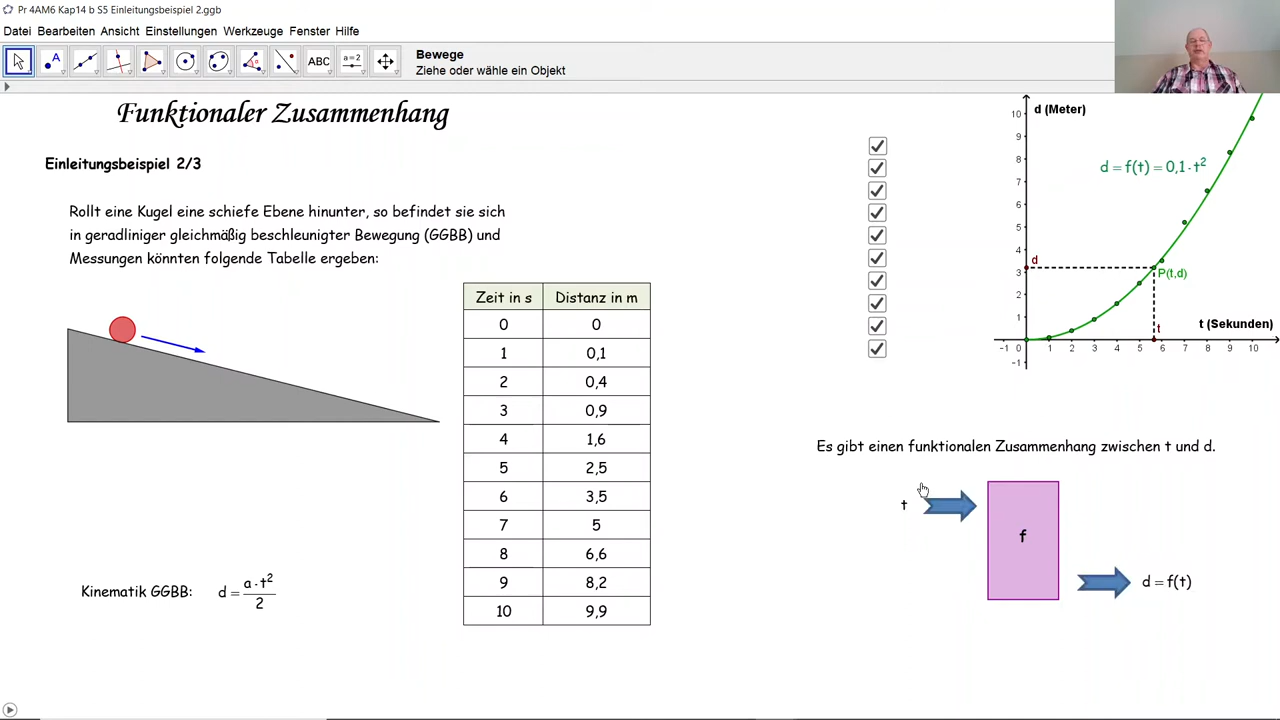 Pr 4AM6 Kap14 b S5 Einleitungsbeispiel 2.ggb
Datei Bearbeiten Ansicht Einstellungen Werkzeuge Fenster Hilfe
A ABC a=2
Bewege
Ziehe oder wähle ein Objekt
Funktionaler Zusammenhang
Einleitungsbeispiel 2/3
Rollt eine Kugel eine schiefe Ebene hinunter, so befindet sie sich
in geradliniger gleichmäßig beschleunigter Bewegung (GGBB) und
Messungen könnten folgende Tabelle ergeben:
Zeit in s Distanz in m
0 0
1 0,1
2 0,4
3 0,9
4 1,6
5 2,5
6 3,5
7 5
8 6,6
9 8,2
10 9,9
Kinematik GGBB: d = a · t² / 2
d (Meter)
10
9
8
7
6
5
4
3
2
1
-1
d = f(t) = 0,1 · t²
d
P(t,d)
t
t (Sekunden)
-1 0 1 2 3 4 5 6 7 8 9 10
Es gibt einen funktionalen Zusammenhang zwischen t und d.
t
f
d = f(t)